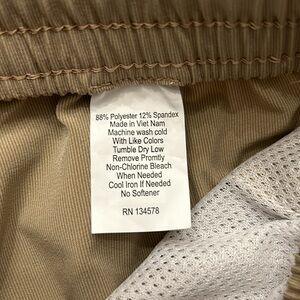 88% Polyester 12% Spandex
Made in Viet Nam
Machine wash cold
With Like Colors
Tumble Dry Low
Remove Promtly
Non-Chlorine Bleach
When Needed
Cool Iron If Needed
No Softener
RN 134578